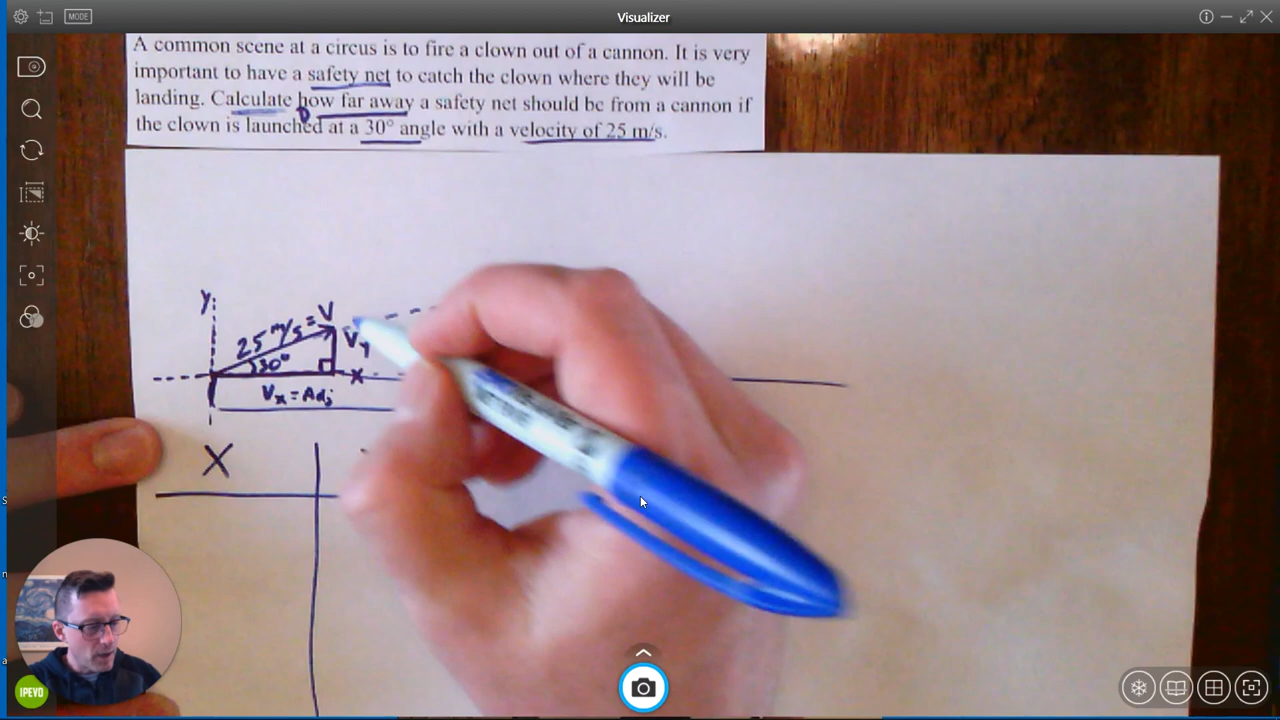 MODE
Visualizer
A common scene at a circus is to fire a clown out of a cannon. It is very
important to have a safety net to catch the clown where they will be
landing. Calculate how far away a safety net should be from a cannon if
the clown is launched at a 30° angle with a velocity of 25 m/s.
y
25 m/s = V
Vy
30°
x
Vx = Adj
X
IPEVO